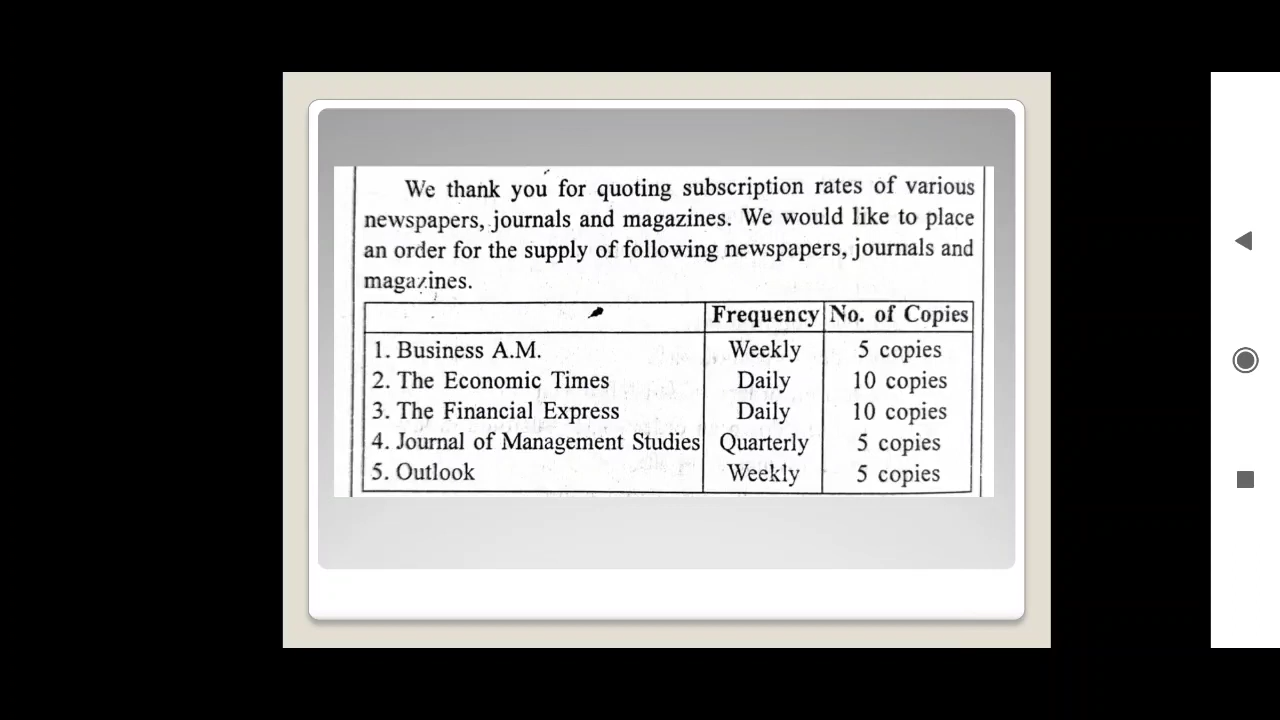 We thank you for quoting subscription rates of various
newspapers, journals and magazines. We would like to place
an order for the supply of following newspapers, journals and
magazines.
Frequency No. of Copies
1. Business A.M. Weekly 5 copies
2. The Economic Times Daily 10 copies
3. The Financial Express Daily 10 copies
4. Journal of Management Studies Quarterly 5 copies
5. Outlook Weekly 5 copies